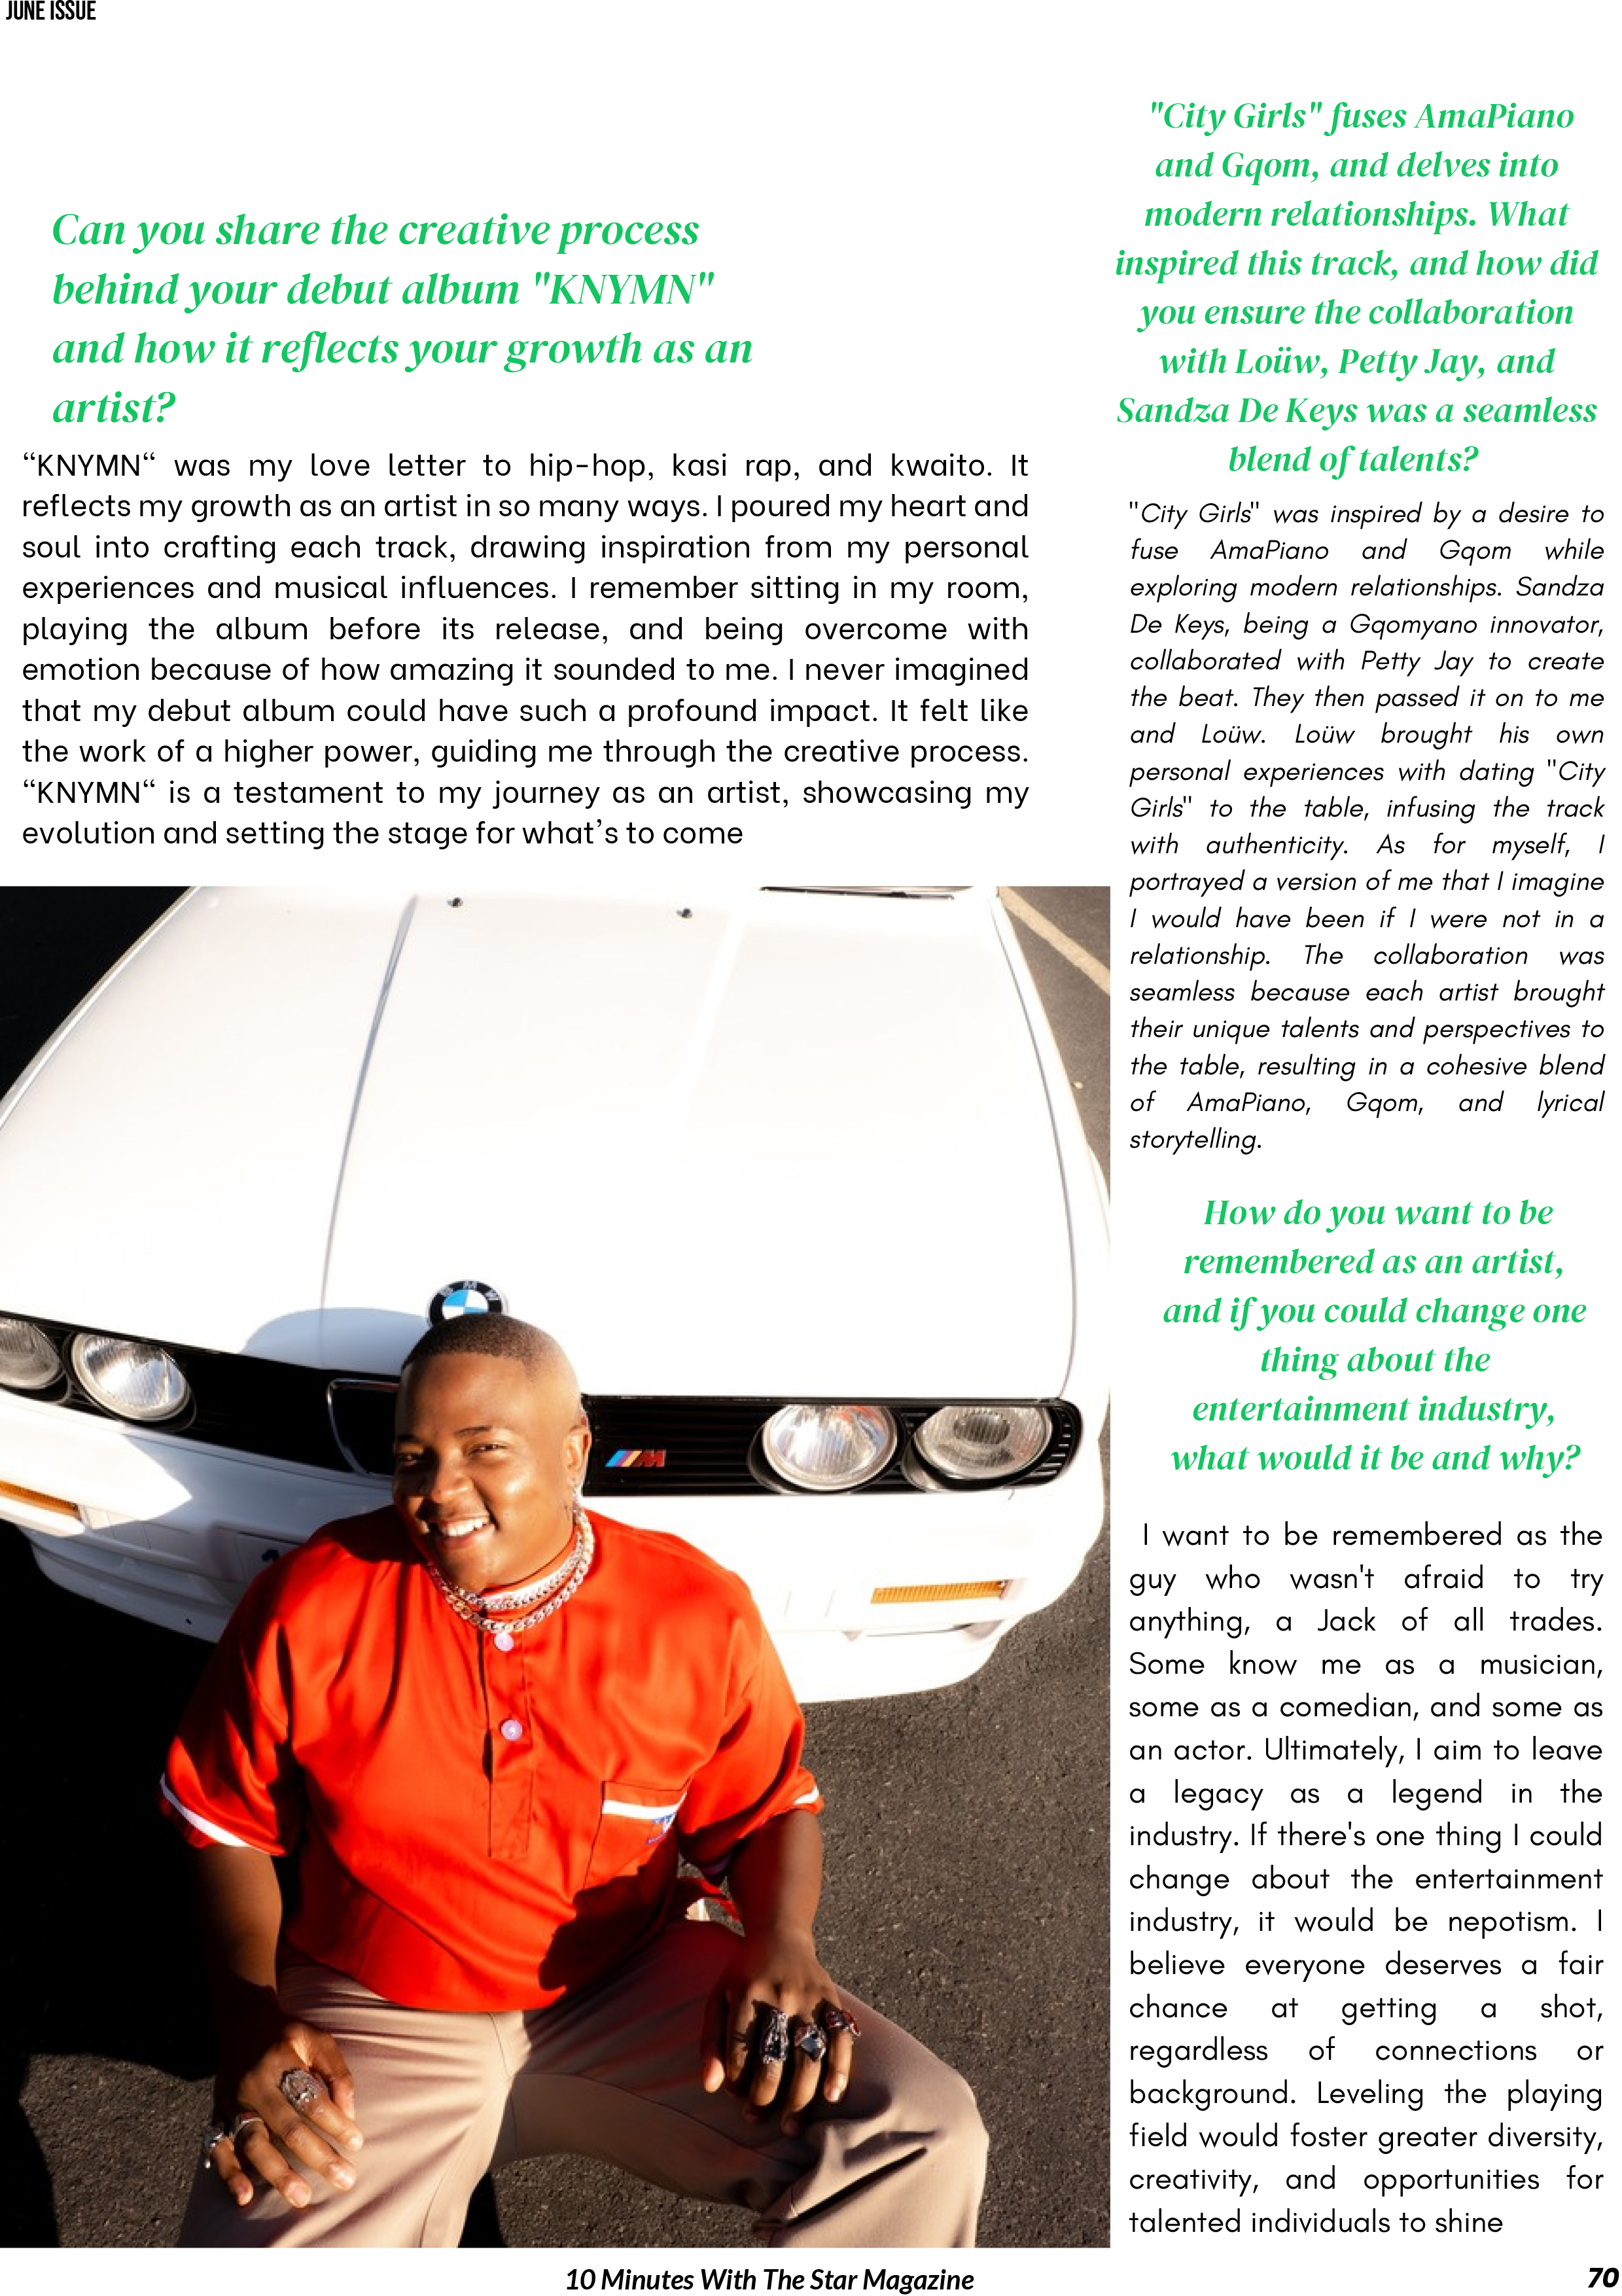 JUNE ISSUE
Can you share the creative process
behind your debut album "KNYMN"
and how it reflects your growth as an
artist?
“KNYMN“ was my love letter to hip-hop, kasi rap, and kwaito. It
reflects my growth as an artist in so many ways. I poured my heart and
soul into crafting each track, drawing inspiration from my personal
experiences and musical influences. I remember sitting in my room,
playing the album before its release, and being overcome with
emotion because of how amazing it sounded to me. I never imagined
that my debut album could have such a profound impact. It felt like
the work of a higher power, guiding me through the creative process.
“KNYMN“ is a testament to my journey as an artist, showcasing my
evolution and setting the stage for what’s to come
BMW
M
"City Girls" fuses AmaPiano
and Gqom, and delves into
modern relationships. What
inspired this track, and how did
you ensure the collaboration
with Loüw, Petty Jay, and
Sandza De Keys was a seamless
blend of talents?
"City Girls" was inspired by a desire to
fuse AmaPiano and Gqom while
exploring modern relationships. Sandza
De Keys, being a Gqomyano innovator,
collaborated with Petty Jay to create
the beat. They then passed it on to me
and Loüw. Loüw brought his own
personal experiences with dating "City
Girls" to the table, infusing the track
with authenticity. As for myself, I
portrayed a version of me that I imagine
I would have been if I were not in a
relationship. The collaboration was
seamless because each artist brought
their unique talents and perspectives to
the table, resulting in a cohesive blend
of AmaPiano, Gqom, and lyrical
storytelling.
How do you want to be
remembered as an artist,
and if you could change one
thing about the
entertainment industry,
what would it be and why?
I want to be remembered as the
guy who wasn't afraid to try
anything, a Jack of all trades.
Some know me as a musician,
some as a comedian, and some as
an actor. Ultimately, I aim to leave
a legacy as a legend in the
industry. If there's one thing I could
change about the entertainment
industry, it would be nepotism. I
believe everyone deserves a fair
chance at getting a shot,
regardless of connections or
background. Leveling the playing
field would foster greater diversity,
creativity, and opportunities for
talented individuals to shine
10 Minutes With The Star Magazine
70